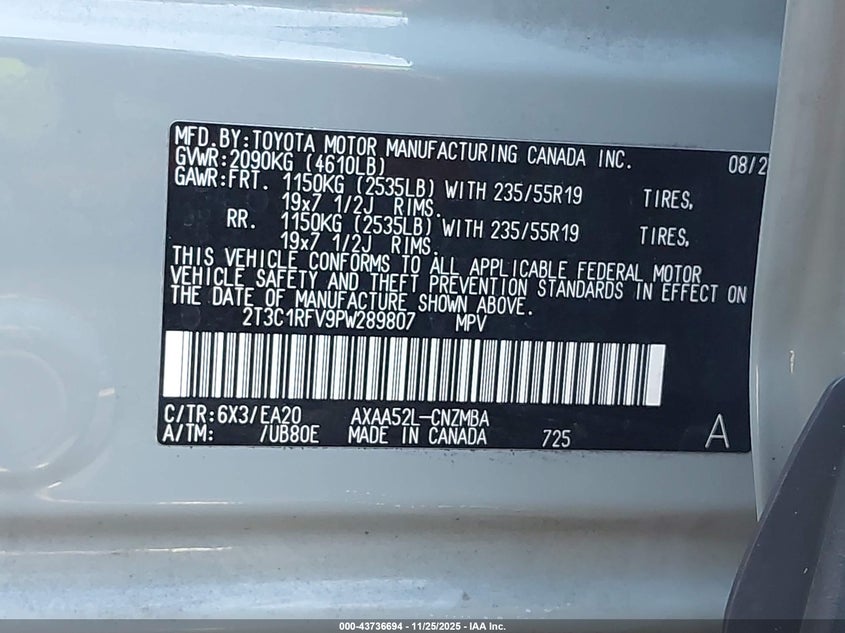 MFD.BY:TOYOTA MOTOR MANUFACTURING CANADA INC. 08/2
GVWR:2090KG (4610LB)
GAWR:FRT. 1150KG (2535LB) WITH 235/55R19 TIRES,
19x7 1/2J RIMS.
RR. 1150KG (2535LB) WITH 235/55R19 TIRES,
19x7 1/2J RIMS.
THIS VEHICLE CONFORMS TO ALL APPLICABLE FEDERAL MOTOR
VEHICLE SAFETY AND THEFT PREVENTION STANDARDS IN EFFECT ON
THE DATE OF MANUFACTURE SHOWN ABOVE.
2T3C1RFV9PW289807 MPV
C/TR:6X3/EA20 AXAA52L-CNZMBA
A/TM: /UB80E MADE IN CANADA 725 A
000-43736694 - 11/25/2025 - IAA Inc.